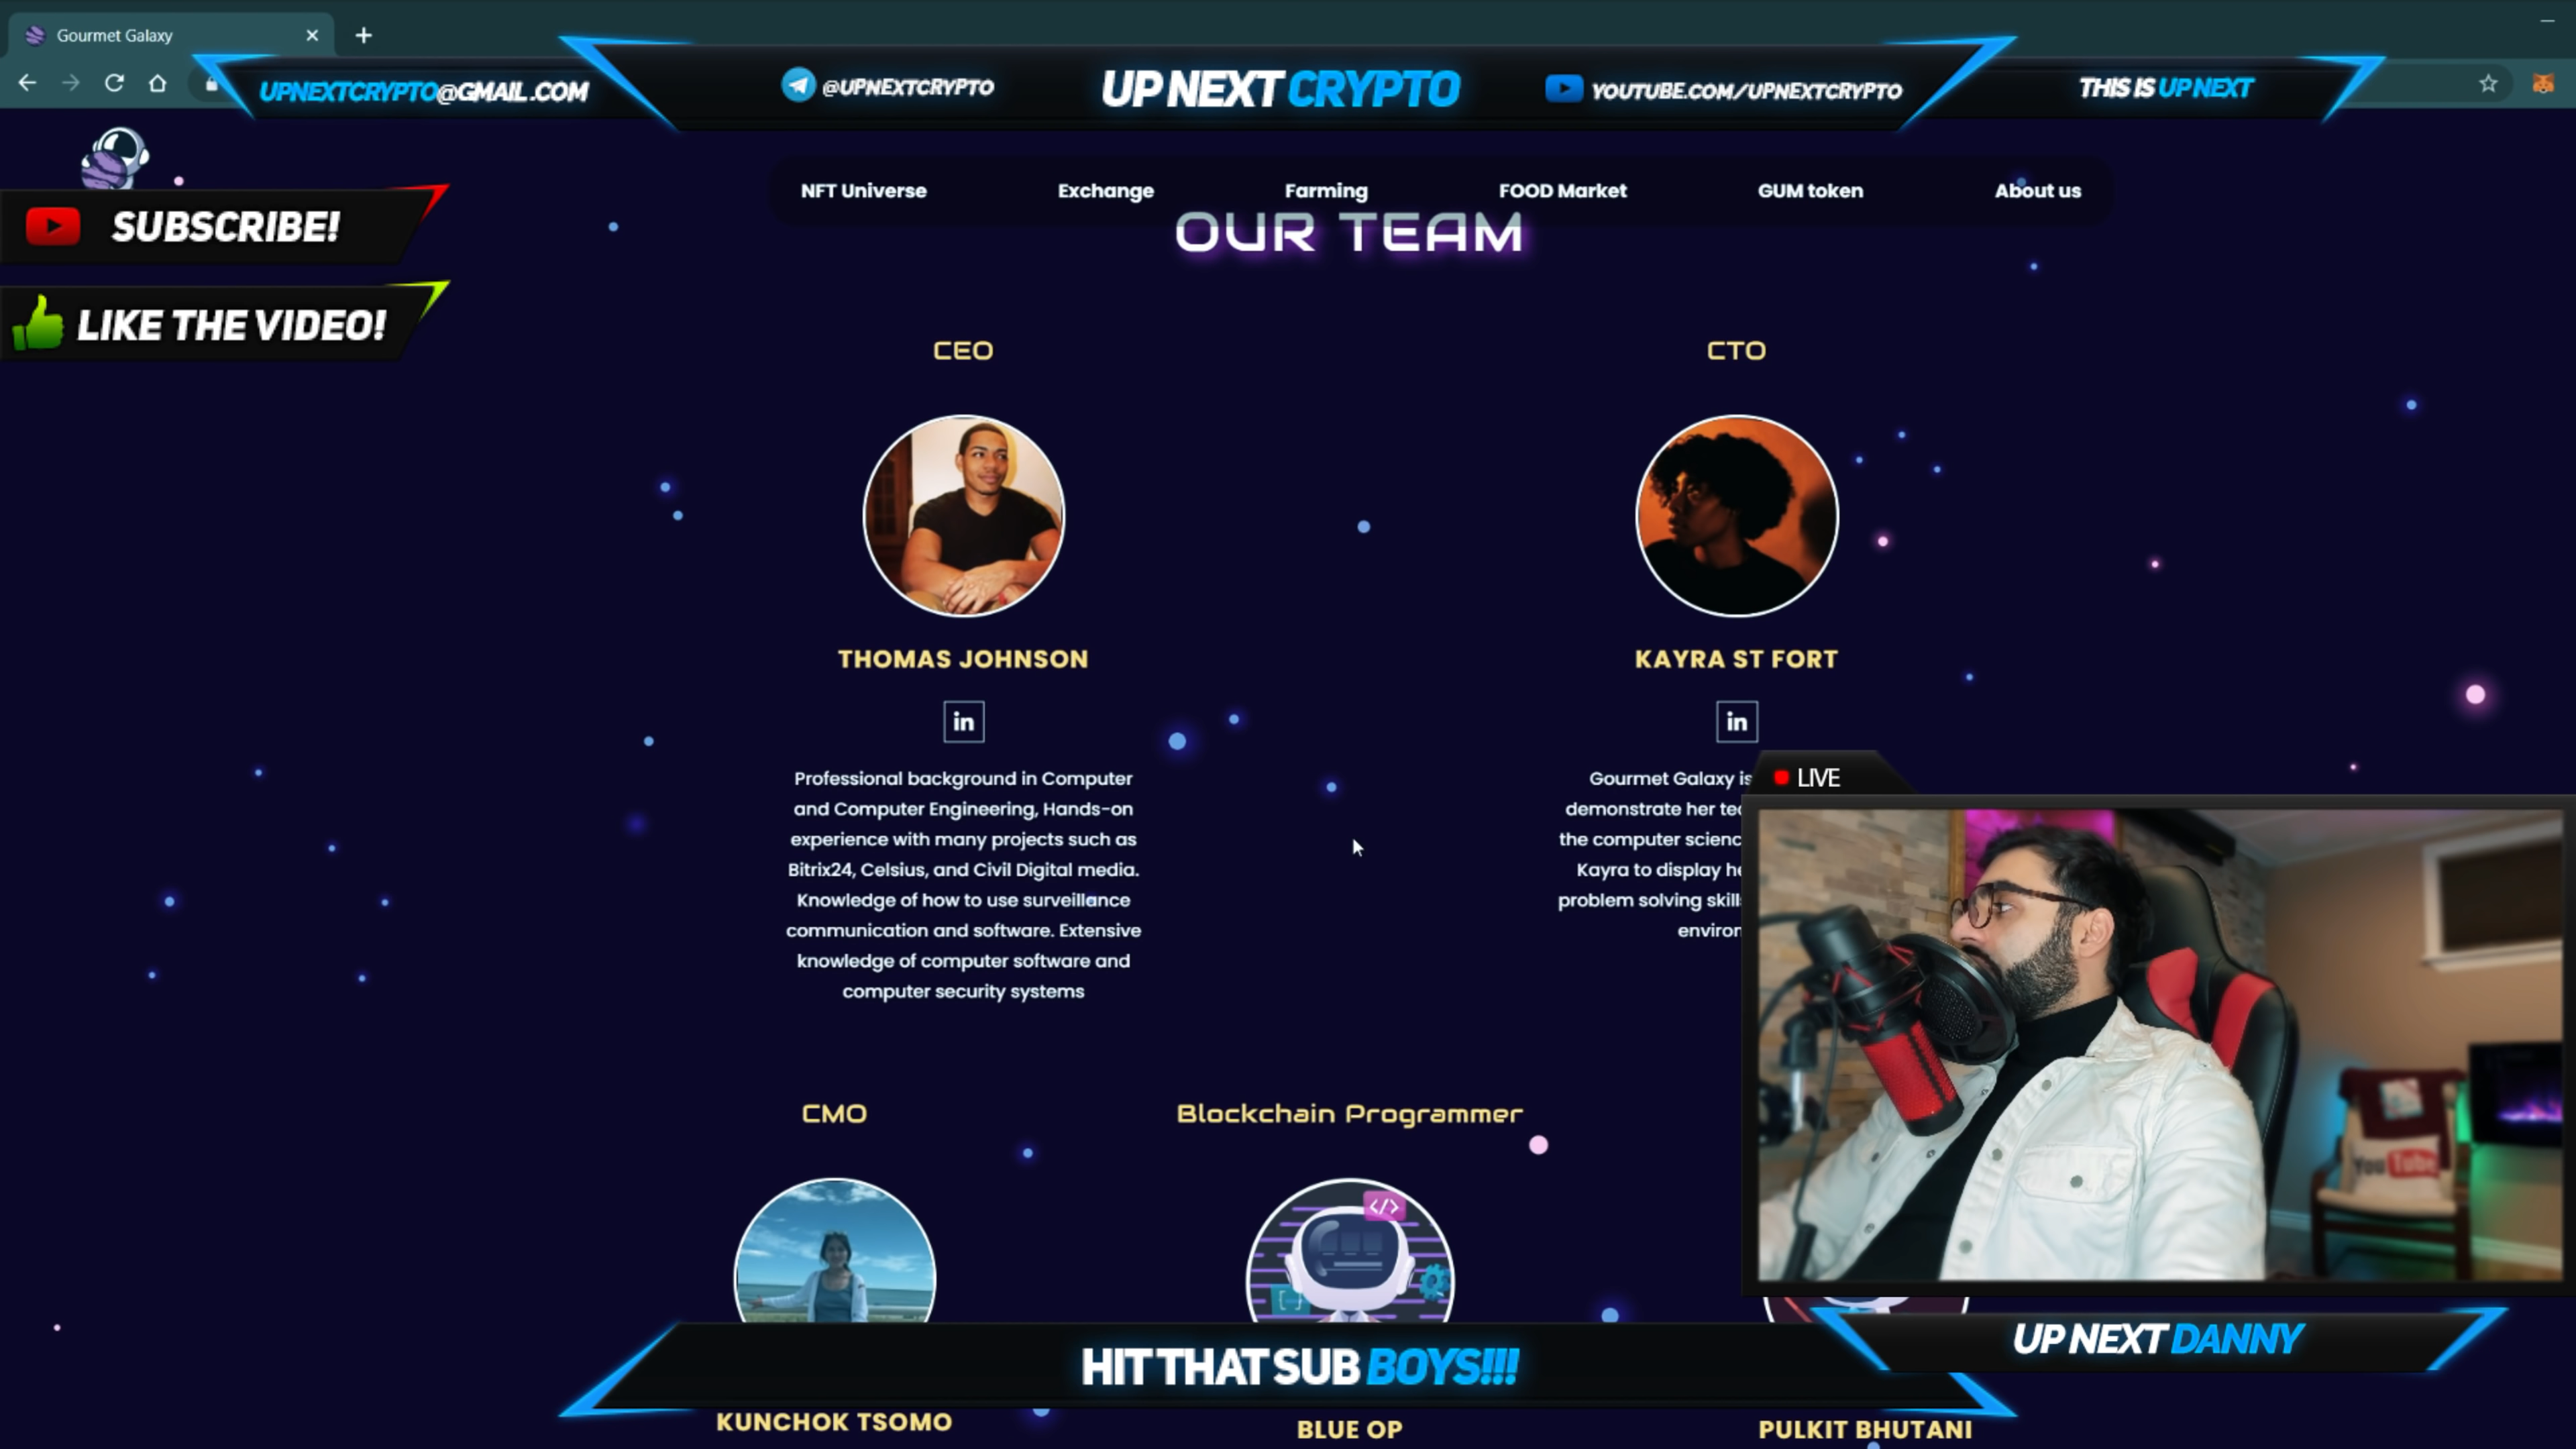 Gourmet Galaxy
UPNEXTCRYPTO@GMAIL.COM
@UPNEXTCRYPTO
UP NEXT CRYPTO
YOUTUBE.COM/UPNEXTCRYPTO
THIS IS UP NEXT
NFT Universe
Exchange
Farming
FOOD Market
GUM token
About us
SUBSCRIBE!
LIKE THE VIDEO!
OUR TEAM
CEO
THOMAS JOHNSON
in
Professional background in Computer
and Computer Engineering, Hands-on
experience with many projects such as
Bitrix24, Celsius, and Civil Digital media.
Knowledge of how to use surveillance
communication and software. Extensive
knowledge of computer software and
computer security systems
CTO
KAYRA ST FORT
in
Gourmet Galaxy is
demonstrate her
the computer
Kayra to display
problem solving
LIVE
You Tube
CMO
KUNCHOK TSOMO
Blockchain Programmer
</>
[ ]
BLUE OP
PULKIT BHUTANI
UP NEXT DANNY
HIT THAT SUB BOYS!!!